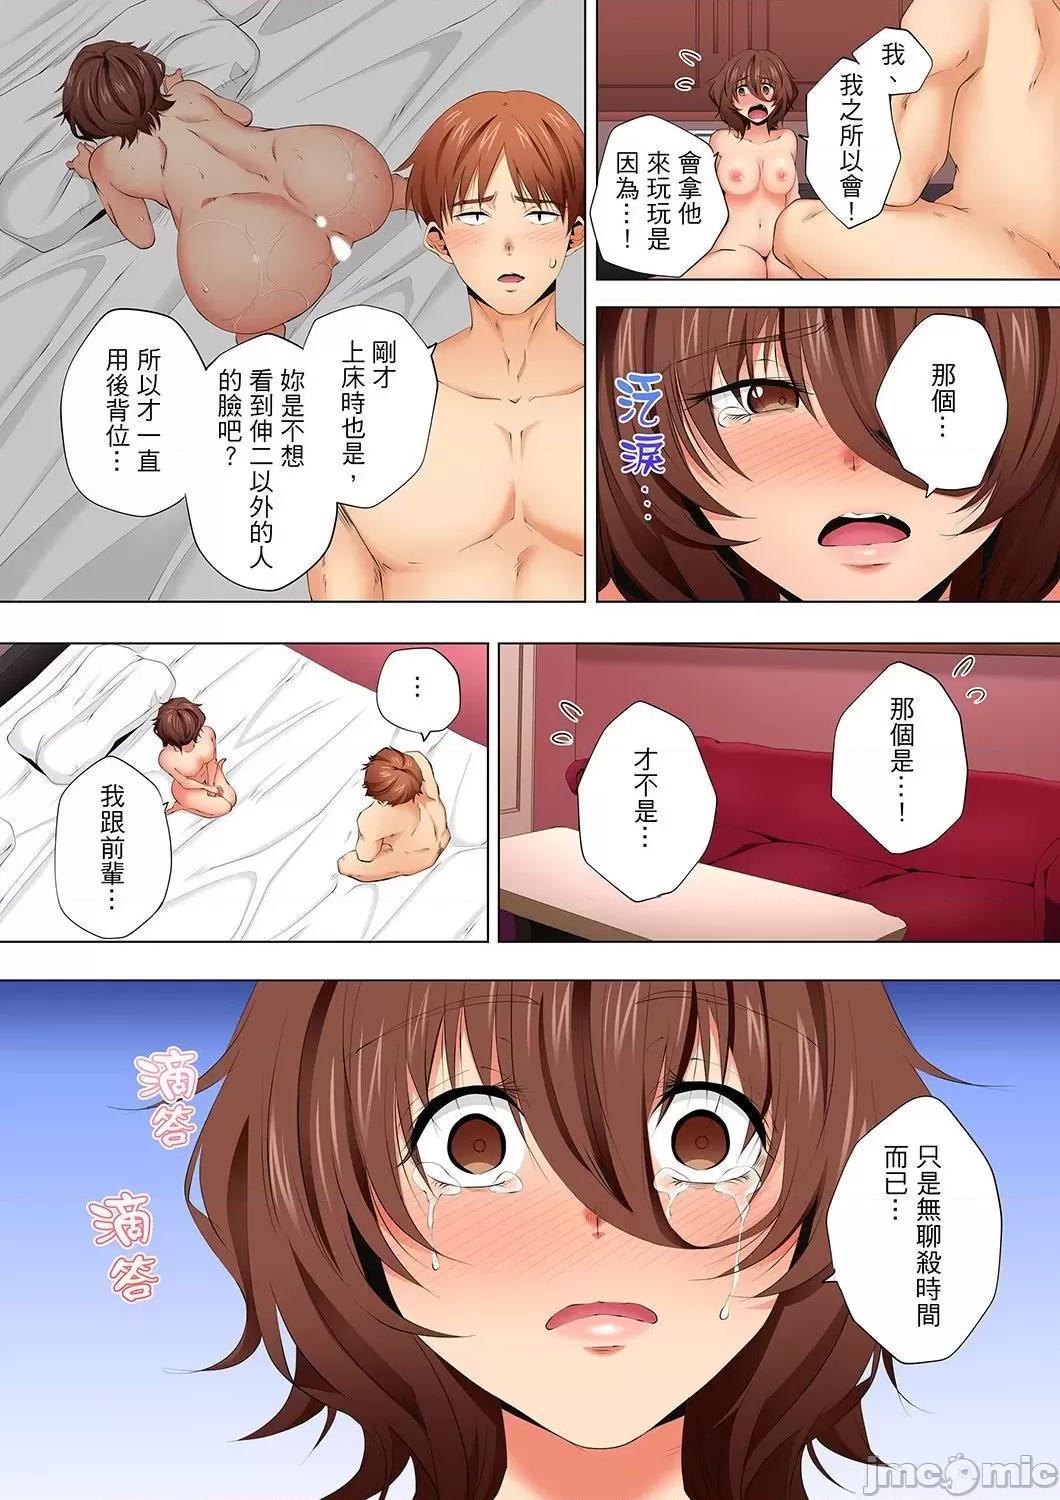 我、
我之所以會！
會拿他
來玩玩是
因為…！
那個…
汪淚…
剛才
上床時也是，
妳是不想
看到伸二以外的人
的臉吧？
所以才一直
用後背位…
那個是…！
才不是…
…
我跟前輩…
只是無聊殺時間
而已…
滴答
滴答
jmcomic